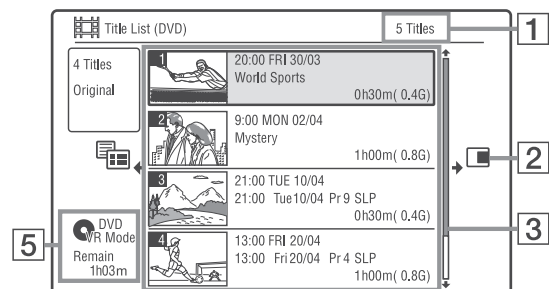 Title List (DVD)
5 Titles
1
4 Titles
Original
1
20:00 FRI 30/03
World Sports
0h30m( 0.4G)
2
9:00 MON 02/04
Mystery
1h00m( 0.8G)
2
3
21:00 TUE 10/04
21:00 Tue10/04 Pr 9 SLP
0h30m( 0.4G)
3
4
13:00 FRI 20/04
13:00 Fri20/04 Pr 4 SLP
1h00m( 0.8G)
5
DVD
VR Mode
Remain
1h03m